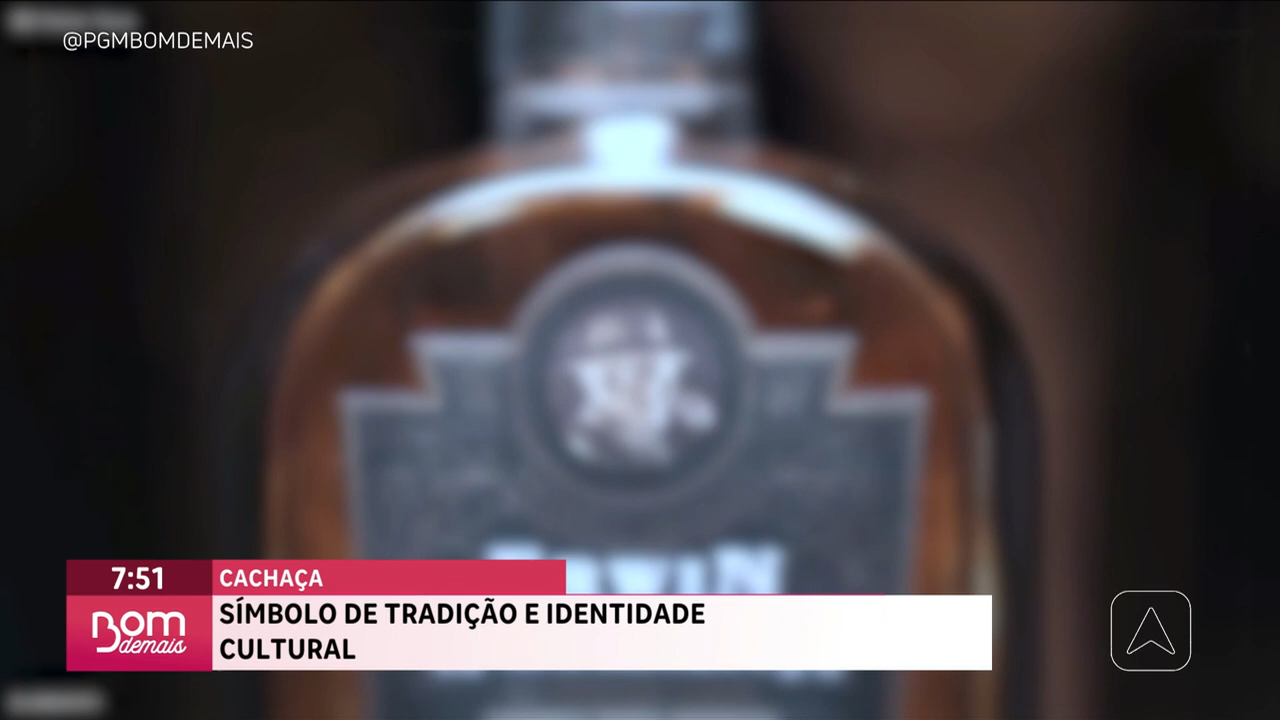 @PGMBOMDEMAIS
7:51
CACHAÇA
Bom
demais
SÍMBOLO DE TRADIÇÃO E IDENTIDADE
CULTURAL